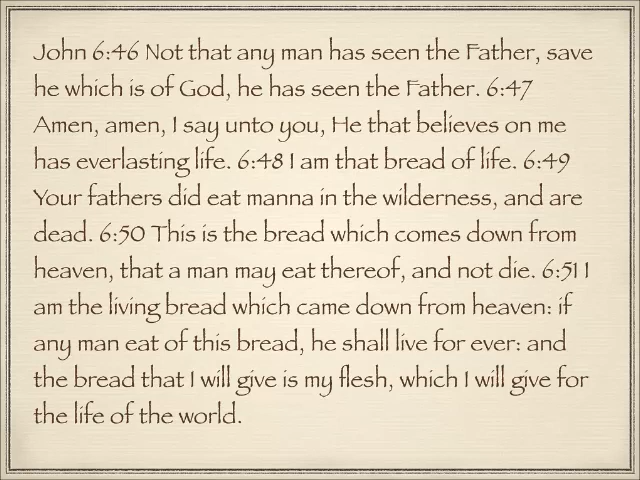 John 6:46 Not that any man has seen the Father, save
he which is of God, he has seen the Father. 6:47
Amen, amen, I say unto you, He that believes on me
has everlasting life. 6:48 I am that bread of life. 6:49
Your fathers did eat manna in the wilderness, and are
dead. 6:50 This is the bread which comes down from
heaven, that a man may eat thereof, and not die. 6:51 I
am the living bread which came down from heaven: if
any man eat of this bread, he shall live for ever: and
the bread that I will give is my flesh, which I will give for
the life of the world.